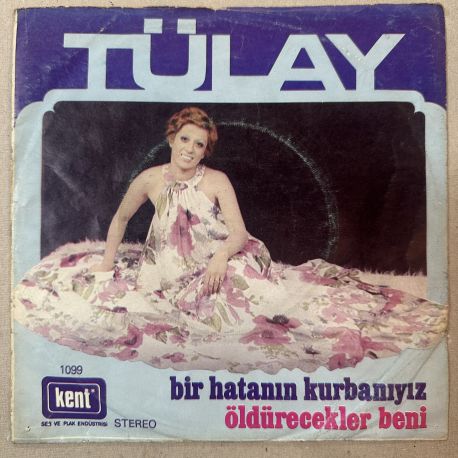 TÜLAY
1099
kent
SES VE PLAK ENDÜSTRİSİ
STEREO
bir hatanın kurbanıyız
öldürecekler beni